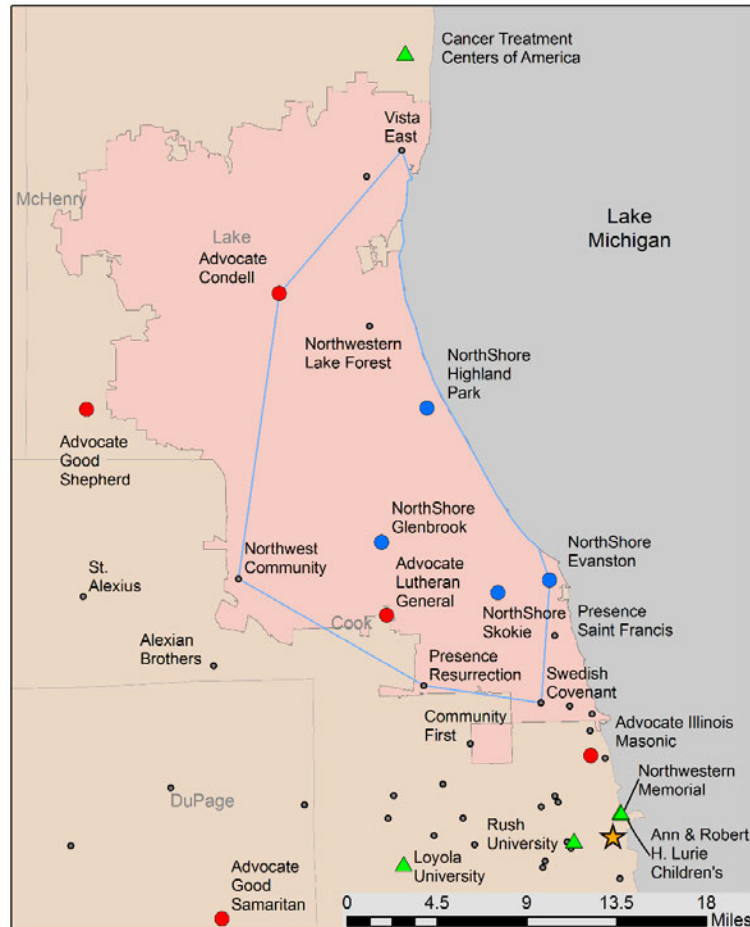 Cancer Treatment
Centers of America
Vista
East
McHenry
Lake
Lake
Michigan
Advocate
Condell
Northwestern
Lake Forest
NorthShore
Highland
Park
Advocate
Good
Shepherd
NorthShore
Glenbrook
NorthShore
Evanston
Northwest
Community
Advocate
Lutheran
General
St.
Alexius
NorthShore
Skokie
Presence
Saint Francis
Cook
Alexian
Brothers
Presence
Resurrection
Swedish
Covenant
Community
First
Advocate Illinois
Masonic
Northwestern
Memorial
DuPage
Rush
University
Ann & Robert
H. Lurie
Children's
Loyola
University
Advocate
Good
Samaritan
0 4.5 9 13.5 18
Miles